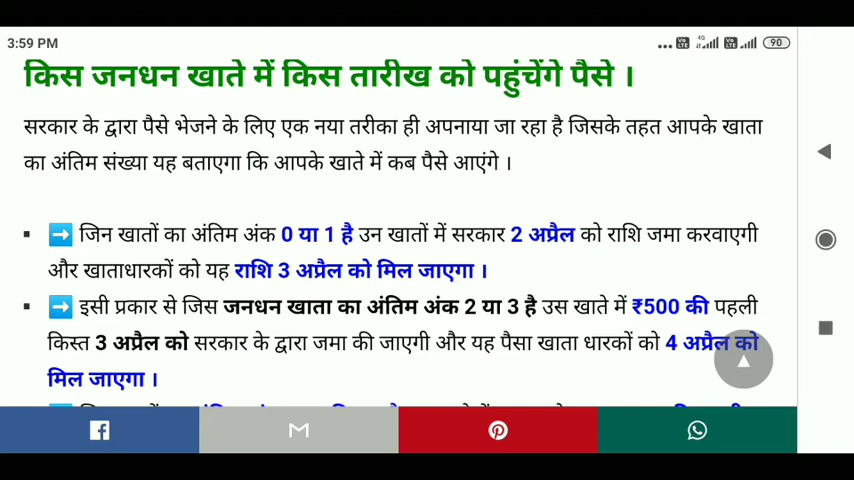 3:59 PM
4G
90
किस जनधन खाते में किस तारीख को पहुंचेंगे पैसे ।
सरकार के द्वारा पैसे भेजने के लिए एक नया तरीका ही अपनाया जा रहा है जिसके तहत आपके खाता
का अंतिम संख्या यह बताएगा कि आपके खाते में कब पैसे आएंगे ।
➡ जिन खातों का अंतिम अंक 0 या 1 है उन खातों में सरकार 2 अप्रैल को राशि जमा करवाएगी
और खाताधारकों को यह राशि 3 अप्रैल को मिल जाएगा ।
➡ इसी प्रकार से जिस जनधन खाता का अंतिम अंक 2 या 3 है उस खाते में ₹500 की पहली
किस्त 3 अप्रैल को सरकार के द्वारा जमा की जाएगी और यह पैसा खाता धारकों को 4 अप्रैल को
मिल जाएगा ।